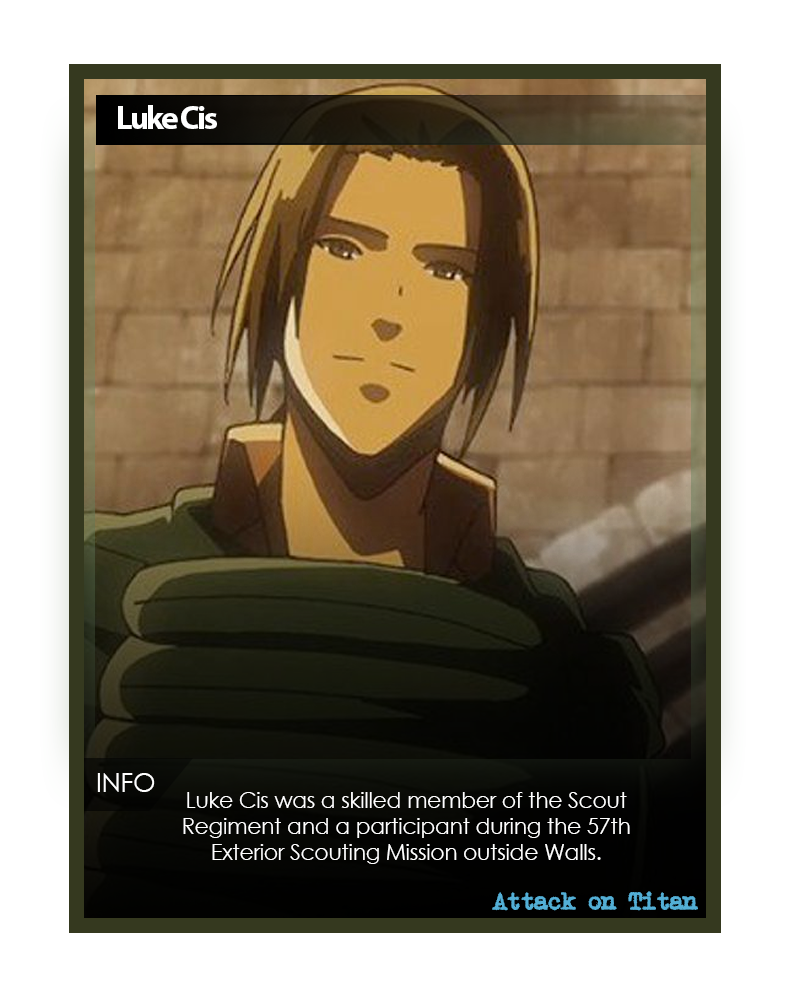 Luke Cis
INFO
Luke Cis was a skilled member of the Scout
Regiment and a participant during the 57th
Exterior Scouting Mission outside Walls.
Attack on Titan